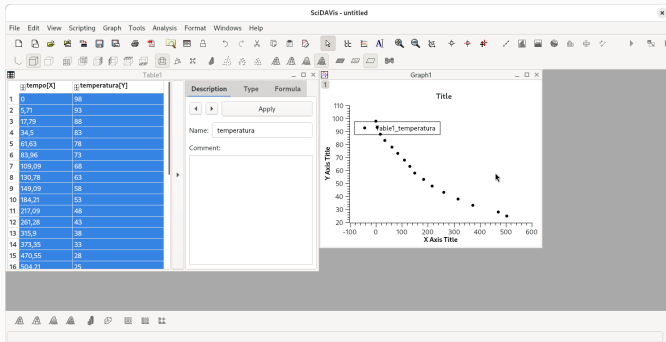 SciDAVis - untitled
File Edit View Scripting Graph Tools Analysis Format Windows Help
Table1
tempo[X] temperatura[Y]
1 0 98
2 5,71 93
3 17,79 88
4 34,5 83
5 61,63 78
6 83,96 73
7 109,09 68
8 130,78 63
9 149,09 58
10 184,21 53
11 217,09 48
12 261,28 43
13 315,9 38
14 373,35 33
15 470,55 28
16 504,21 25
Description Type Formula
Apply
Name: temperatura
Comment:
Graph1
1
Title
Table1_temperatura
Y Axis Title
110
100
90
80
70
60
50
40
30
20
-100 0 100 200 300 400 500 600
X Axis Title